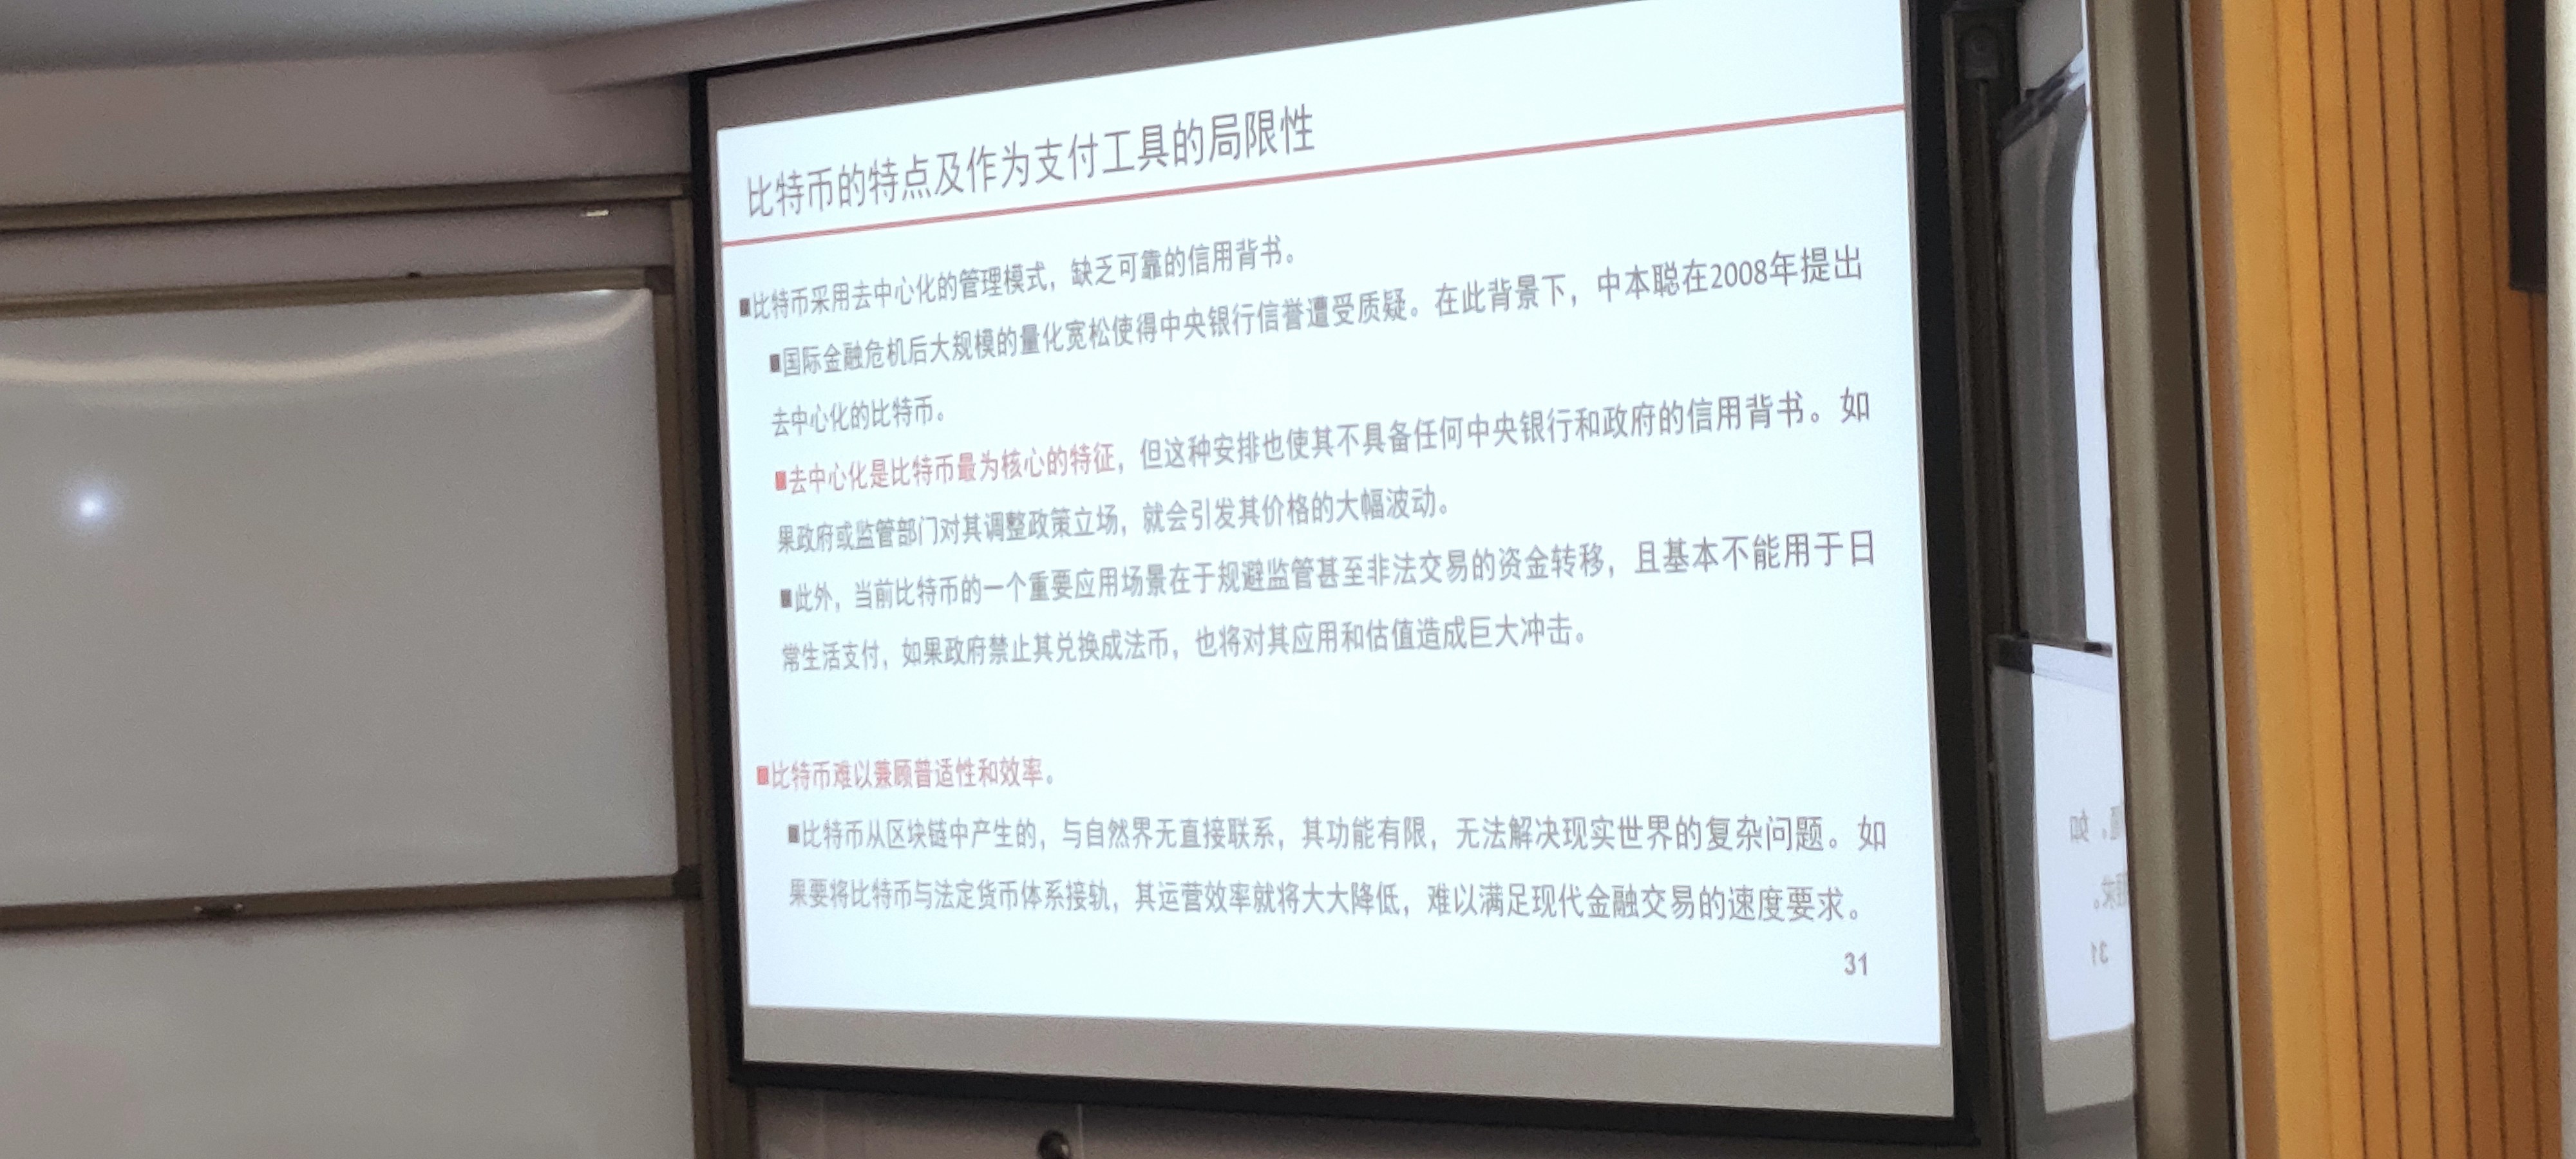 比特币的特点及作为支付工具的局限性
■比特币采用去中心化的管理模式，缺乏可靠的信用背书。
■国际金融危机后大规模的量化宽松使得中央银行信誉遭受质疑。在此背景下，中本聪在2008年提出
去中心化的比特币。
■去中心化是比特币最为核心的特征，但这种安排也使其不具备任何中央银行和政府的信用背书。如
果政府或监管部门对其调整政策立场，就会引发其价格的大幅波动。
■此外，当前比特币的一个重要应用场景在于规避监管甚至非法交易的资金转移，且基本不能用于日
常生活支付，如果政府禁止其兑换成法币，也将对其应用和估值造成巨大冲击。
■比特币难以兼顾普适性和效率。
■比特币从区块链中产生的，与自然界无直接联系，其功能有限，无法解决现实世界的复杂问题。如
果要将比特币与法定货币体系接轨，其运营效率就将大大降低，难以满足现代金融交易的速度要求。
31